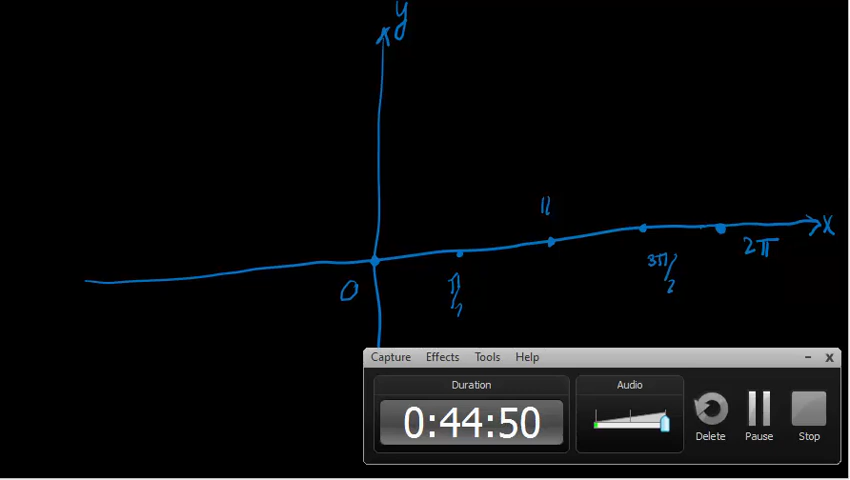 y
x
π
2π
3π/2
0
π/2
Capture Effects Tools Help
Duration
Audio
0:44:50
Delete
Pause
Stop